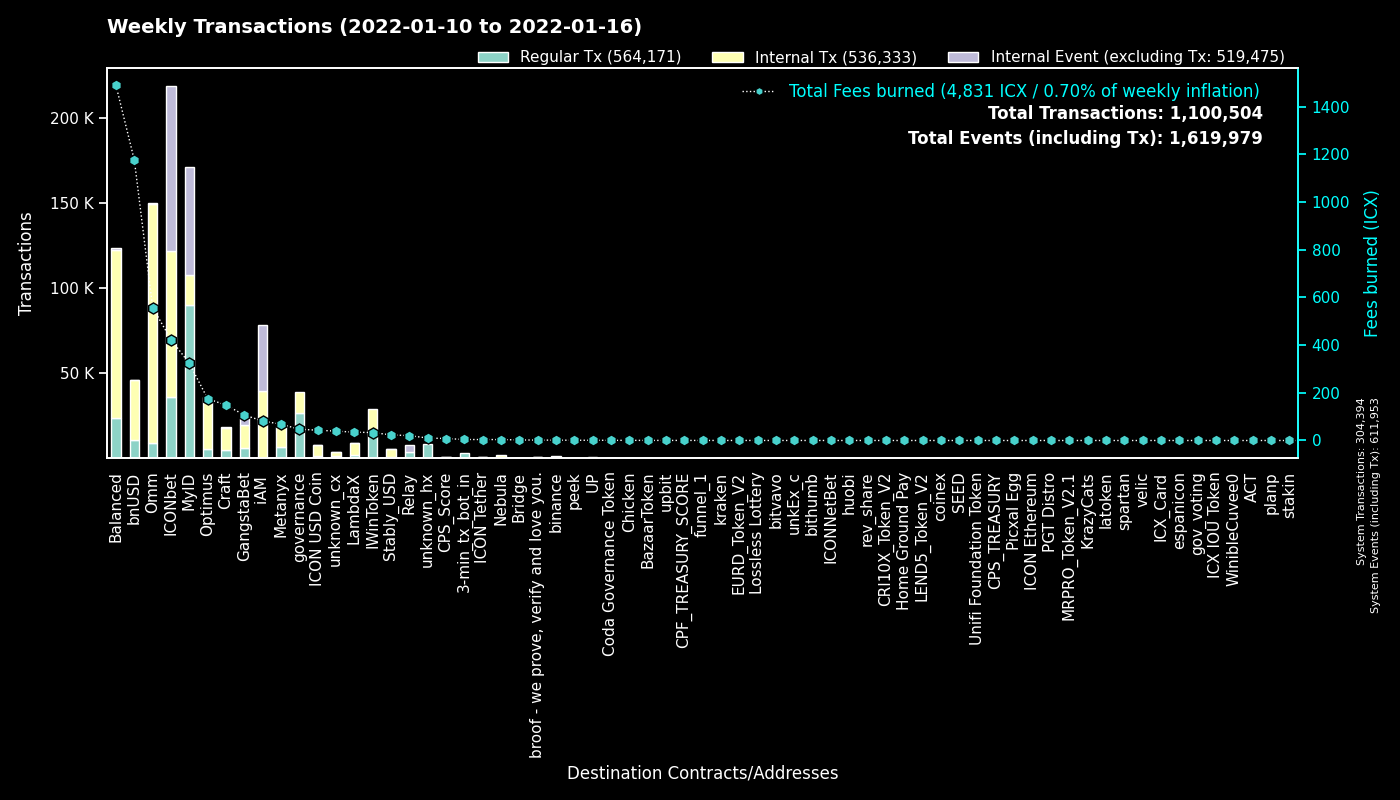 Weekly Transactions (2022-01-10 to 2022-01-16)
Regular Tx (564,171)
Internal Tx (536,333)
Internal Event (excluding Tx: 519,475)
Total Fees burned (4,831 ICX / 0.70% of weekly inflation)
Total Transactions: 1,100,504
Total Events (including Tx): 1,619,979
Transactions
200 K
150 K
100 K
50 K
1400
1200
1000
800
600
400
200
0
Fees burned (ICX)
System Transactions: 304,394
System Events (including Tx): 611,953
Balanced
bnUSD
Omm
ICONbet
MyID
Optimus
Craft
GangstaBet
iAM
Metanyx
governance
ICON USD Coin
unknown_cx
LambdaX
IWinToken
Stably_USD
Relay
unknown_hx
CPS_Score
3-min_tx_bot_in
ICON_Tether
Nebula
Bridge
broof - we prove, verify and love you.
binance
peek
UP
Coda Governance Token
Chicken
BazaarToken
upbit
CPF_TREASURY_SCORE
funnel_1
kraken
EURD_Token_V2
Lossless Lottery
bitvavo
unkEx_c
bithumb
ICONNetBet
huobi
rev_share
CRI10X_Token_V2
Home Ground Pay
LEND5_Token_V2
coinex
SEED
Unifi Foundation Token
CPS_TREASURY
Picxal Egg
ICON Ethereum
PGT Distro
MRPRO_Token_V2.1
KrazyCats
latoken
spartan
velic
ICX_Card
espanicon
gov_voting
ICX IOU Token
WinibleCuvee0
ACT
planp
stakin
Destination Contracts/Addresses